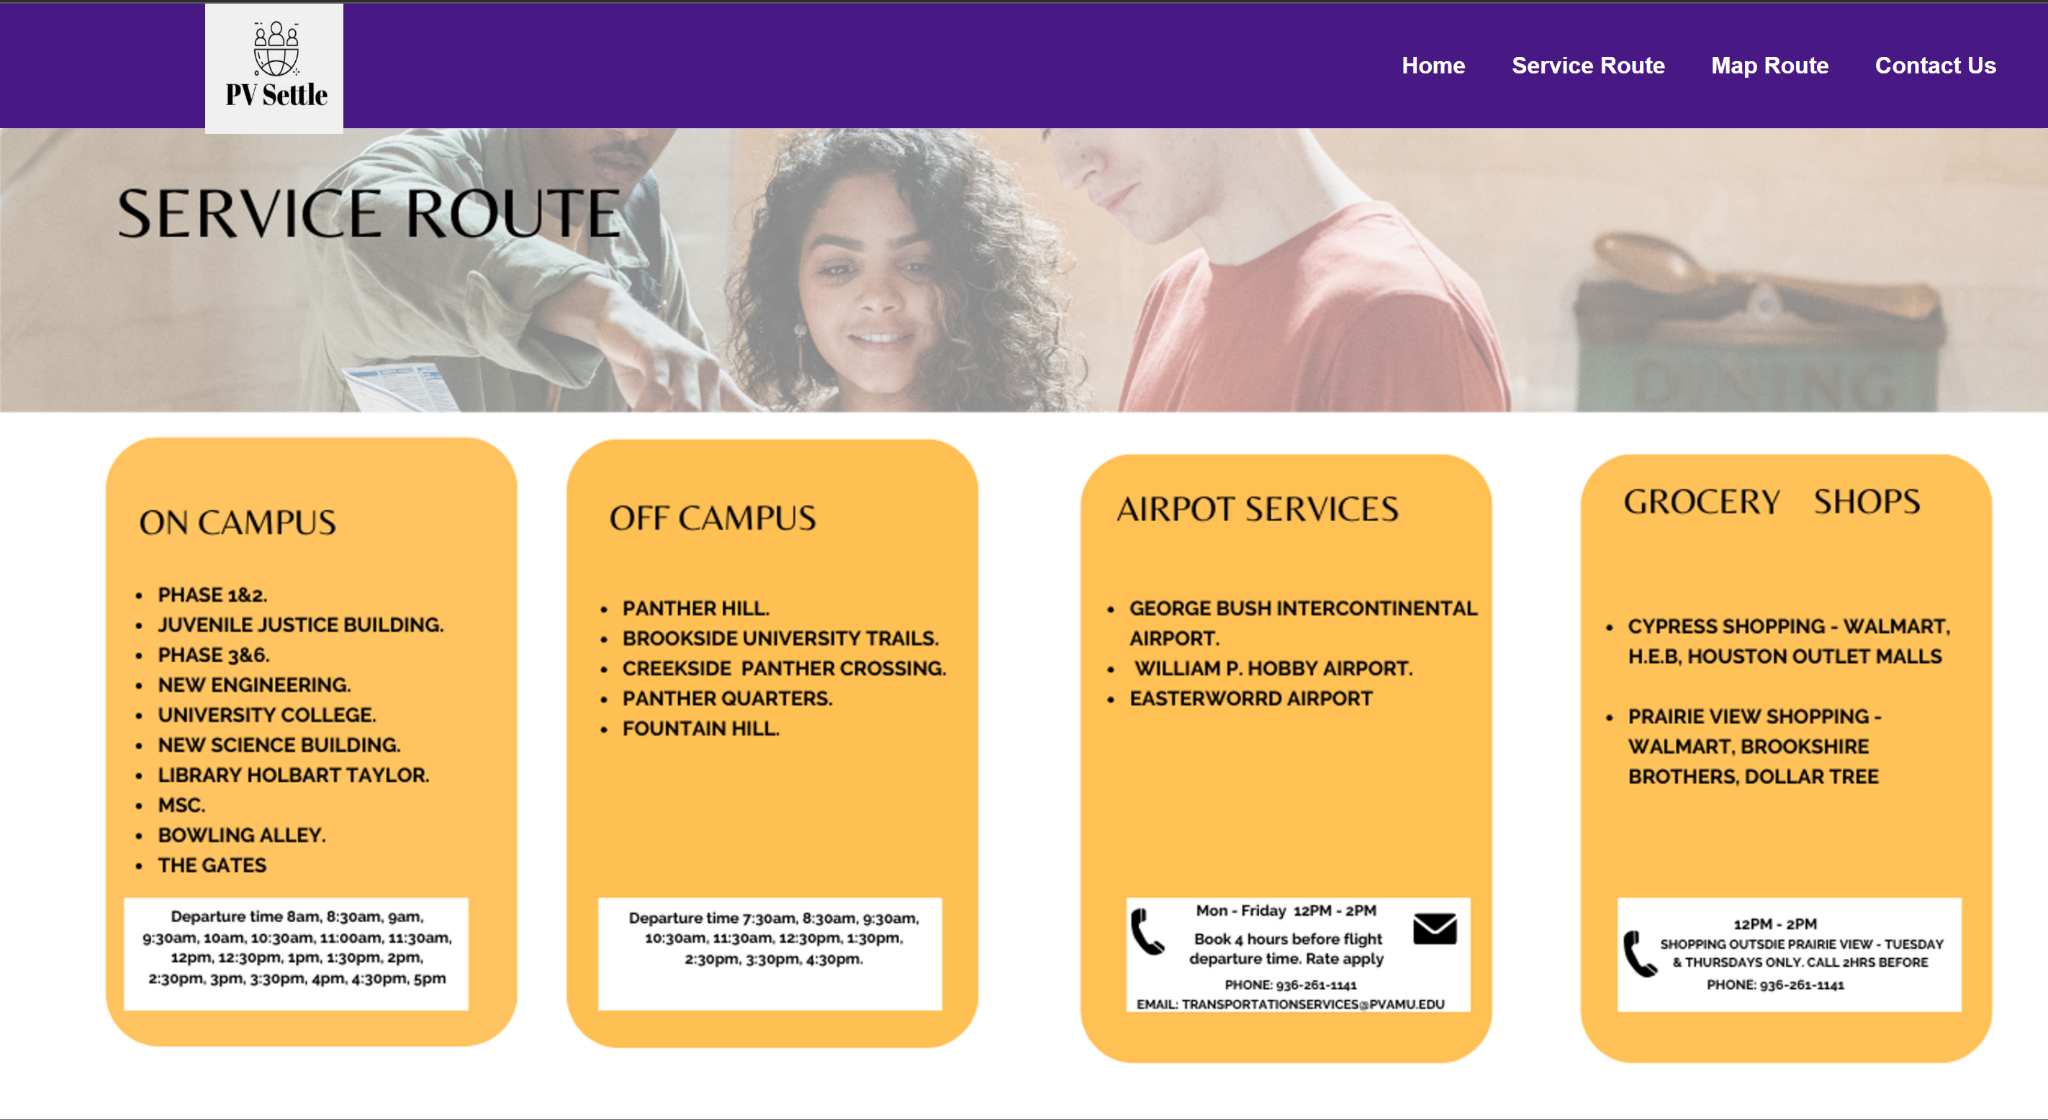 PV Settle
Home
Service Route
Map Route
Contact Us
SERVICE ROUTE
DINING
ON CAMPUS
• PHASE 1&2.
• JUVENILE JUSTICE BUILDING.
• PHASE 3&6.
• NEW ENGINEERING.
• UNIVERSITY COLLEGE.
• NEW SCIENCE BUILDING.
• LIBRARY HOLBART TAYLOR.
• MSC.
• BOWLING ALLEY.
• THE GATES
Departure time 8am, 8:30am, 9am,
9:30am, 10am, 10:30am, 11:00am, 11:30am,
12pm, 12:30pm, 1pm, 1:30pm, 2pm,
2:30pm, 3pm, 3:30pm, 4pm, 4:30pm, 5pm
OFF CAMPUS
• PANTHER HILL.
• BROOKSIDE UNIVERSITY TRAILS.
• CREEKSIDE PANTHER CROSSING.
• PANTHER QUARTERS.
• FOUNTAIN HILL.
Departure time 7:30am, 8:30am, 9:30am,
10:30am, 11:30am, 12:30pm, 1:30pm,
2:30pm, 3:30pm, 4:30pm.
AIRPOT SERVICES
• GEORGE BUSH INTERCONTINENTAL
AIRPORT.
• WILLIAM P. HOBBY AIRPORT.
• EASTERWORRD AIRPORT
Mon - Friday 12PM - 2PM
Book 4 hours before flight
departure time. Rate apply
PHONE: 936-261-1141
EMAIL: TRANSPORTATIONSERVICES@PVAMU.EDU
GROCERY SHOPS
• CYPRESS SHOPPING - WALMART,
H.E.B, HOUSTON OUTLET MALLS
• PRAIRIE VIEW SHOPPING -
WALMART, BROOKSHIRE
BROTHERS, DOLLAR TREE
12PM - 2PM
SHOPPING OUTSDIE PRAIRIE VIEW - TUESDAY
& THURSDAYS ONLY. CALL 2HRS BEFORE
PHONE: 936-261-1141